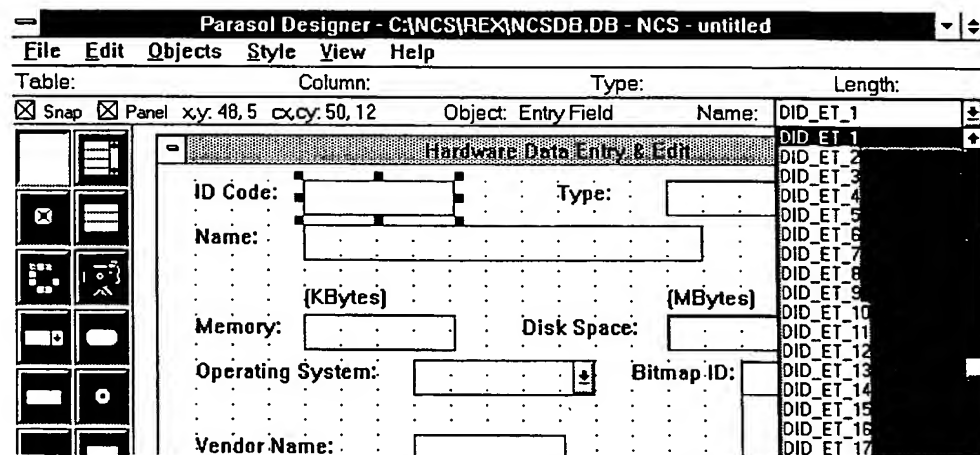 Parasol Designer - C:\NCS\REX\NCSDB.DB - NCS - untitled
File Edit Objects Style View Help
Table: Column: Type: Length:
Snap Panel x,y: 48, 5 cx,cy: 50, 12 Object: Entry Field Name: DID_ET_1
DID_ET_1
Hardware Data Entry & Edit
DID_ET_2
DID_ET_3
ID Code: Type:
DID_ET_4
DID_ET_5
DID_ET_6
Name:
DID_ET_7
DID_ET_8
DID_ET_9
(KBytes) (MBytes)
DID_ET_10
DID_ET_11
Memory: Disk Space:
DID_ET_12
DID_ET_13
Operating System: Bitmap ID:
DID_ET_14
DID_ET_15
DID_ET_16
Vendor Name:
DID_ET_17